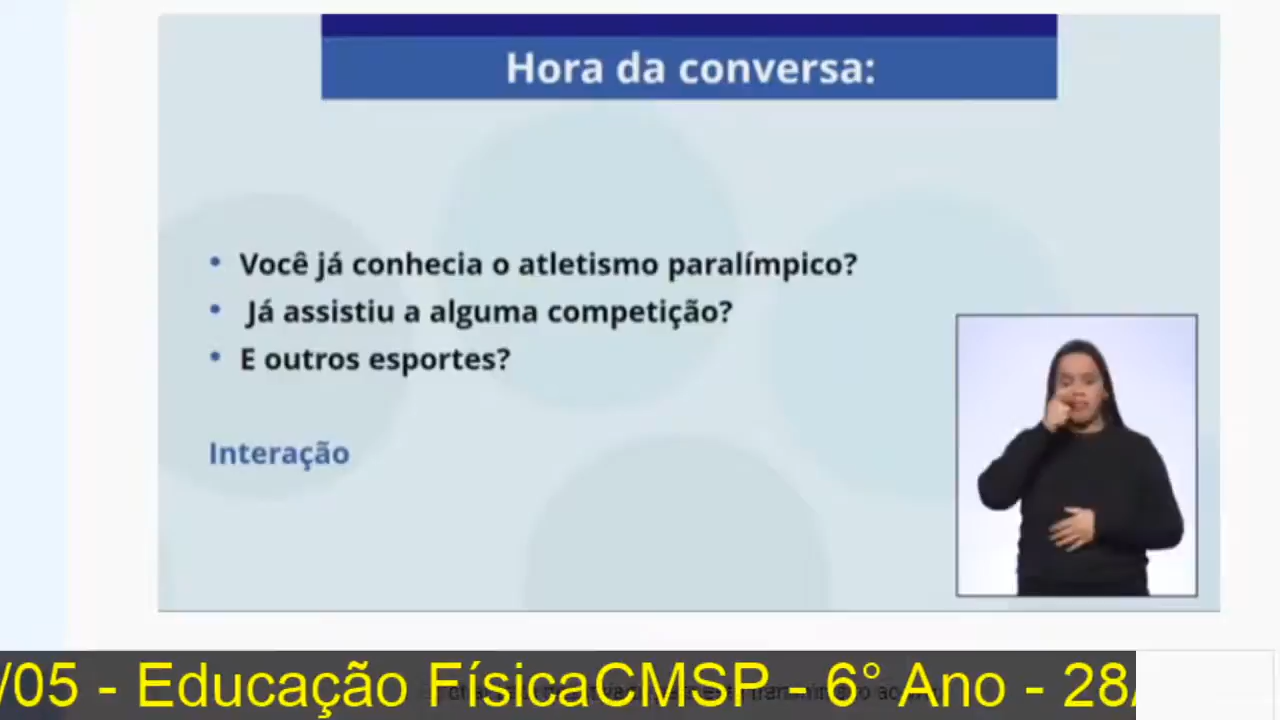 Hora da conversa:
• Você já conhecia o atletismo paralímpico?
• Já assistiu a alguma competição?
• E outros esportes?
Interação
/05 - Educação FísicaCMSP - 6° Ano - 28/